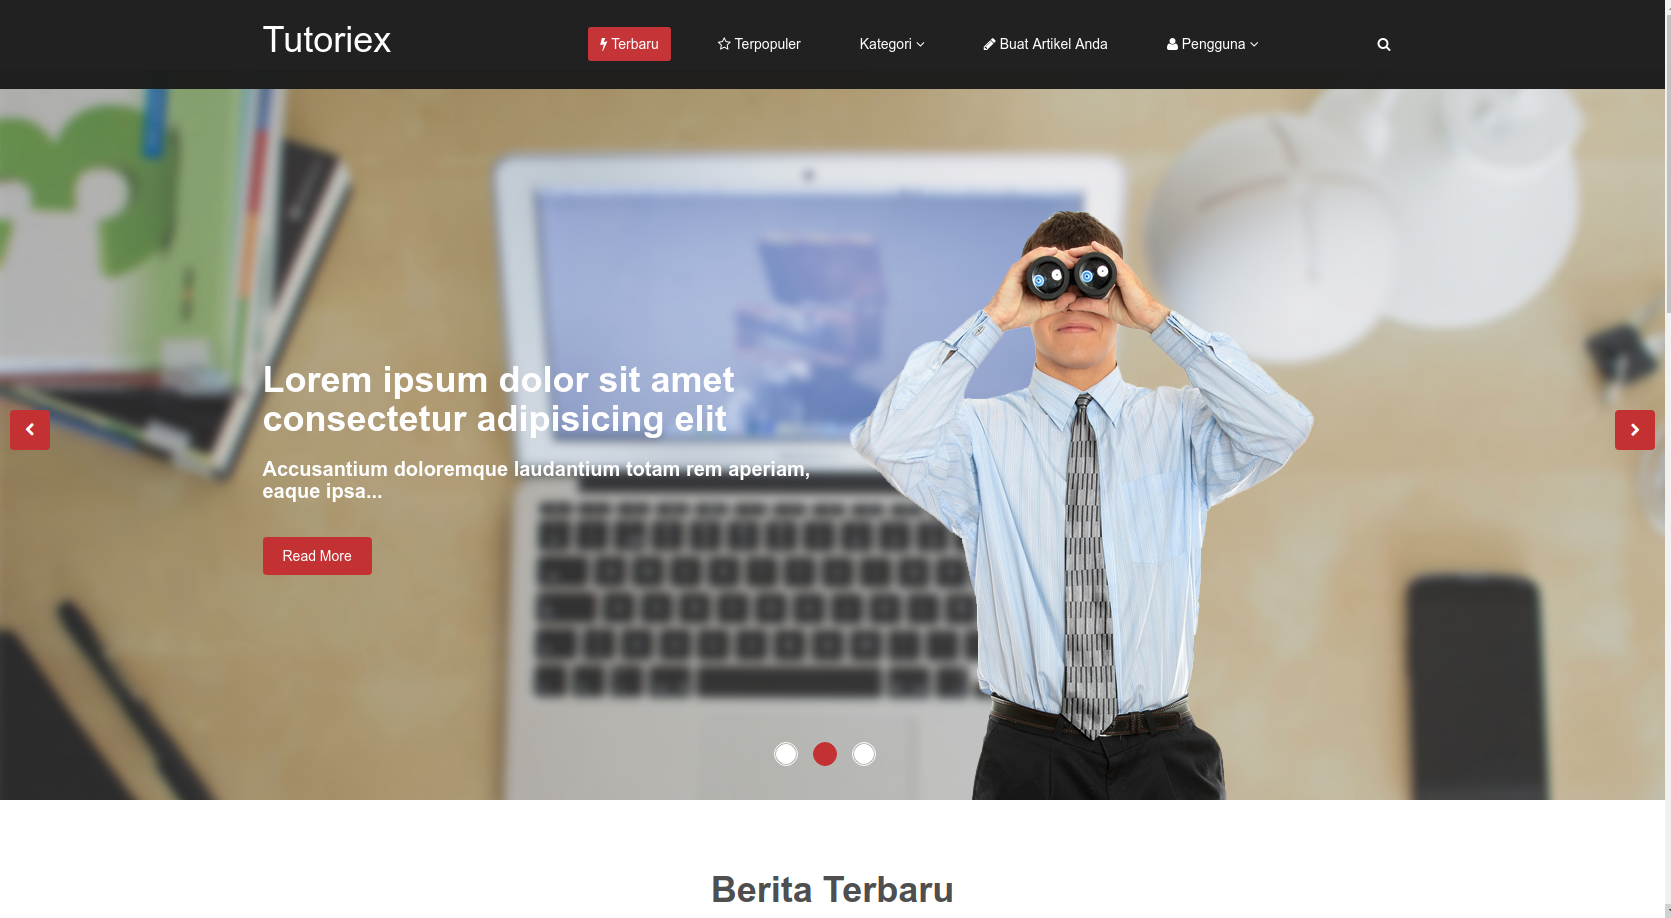 Tutoriex
Terbaru
Terpopuler
Kategori
Buat Artikel Anda
Pengguna
Lorem ipsum dolor sit amet
consectetur adipisicing elit
Accusantium doloremque laudantium totam rem aperiam,
eaque ipsa...
Read More
Berita Terbaru